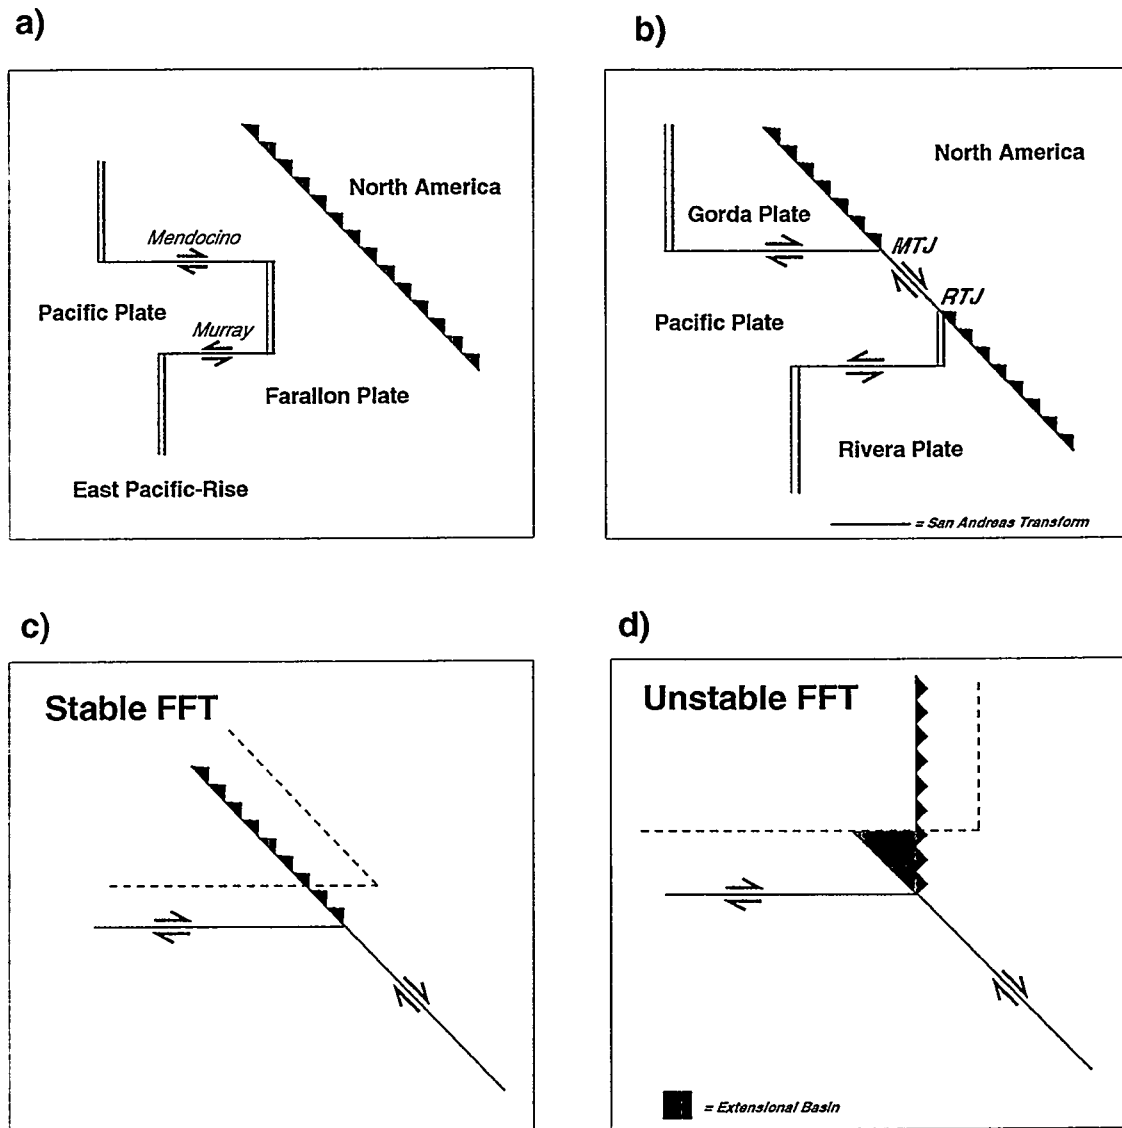 a)
North America
Mendocino
Pacific Plate
Murray
Farallon Plate
East Pacific-Rise
b)
North America
Gorda Plate
MTJ
RTJ
Pacific Plate
Rivera Plate
= San Andreas Transform
c)
Stable FFT
d)
Unstable FFT
= Extensional Basin